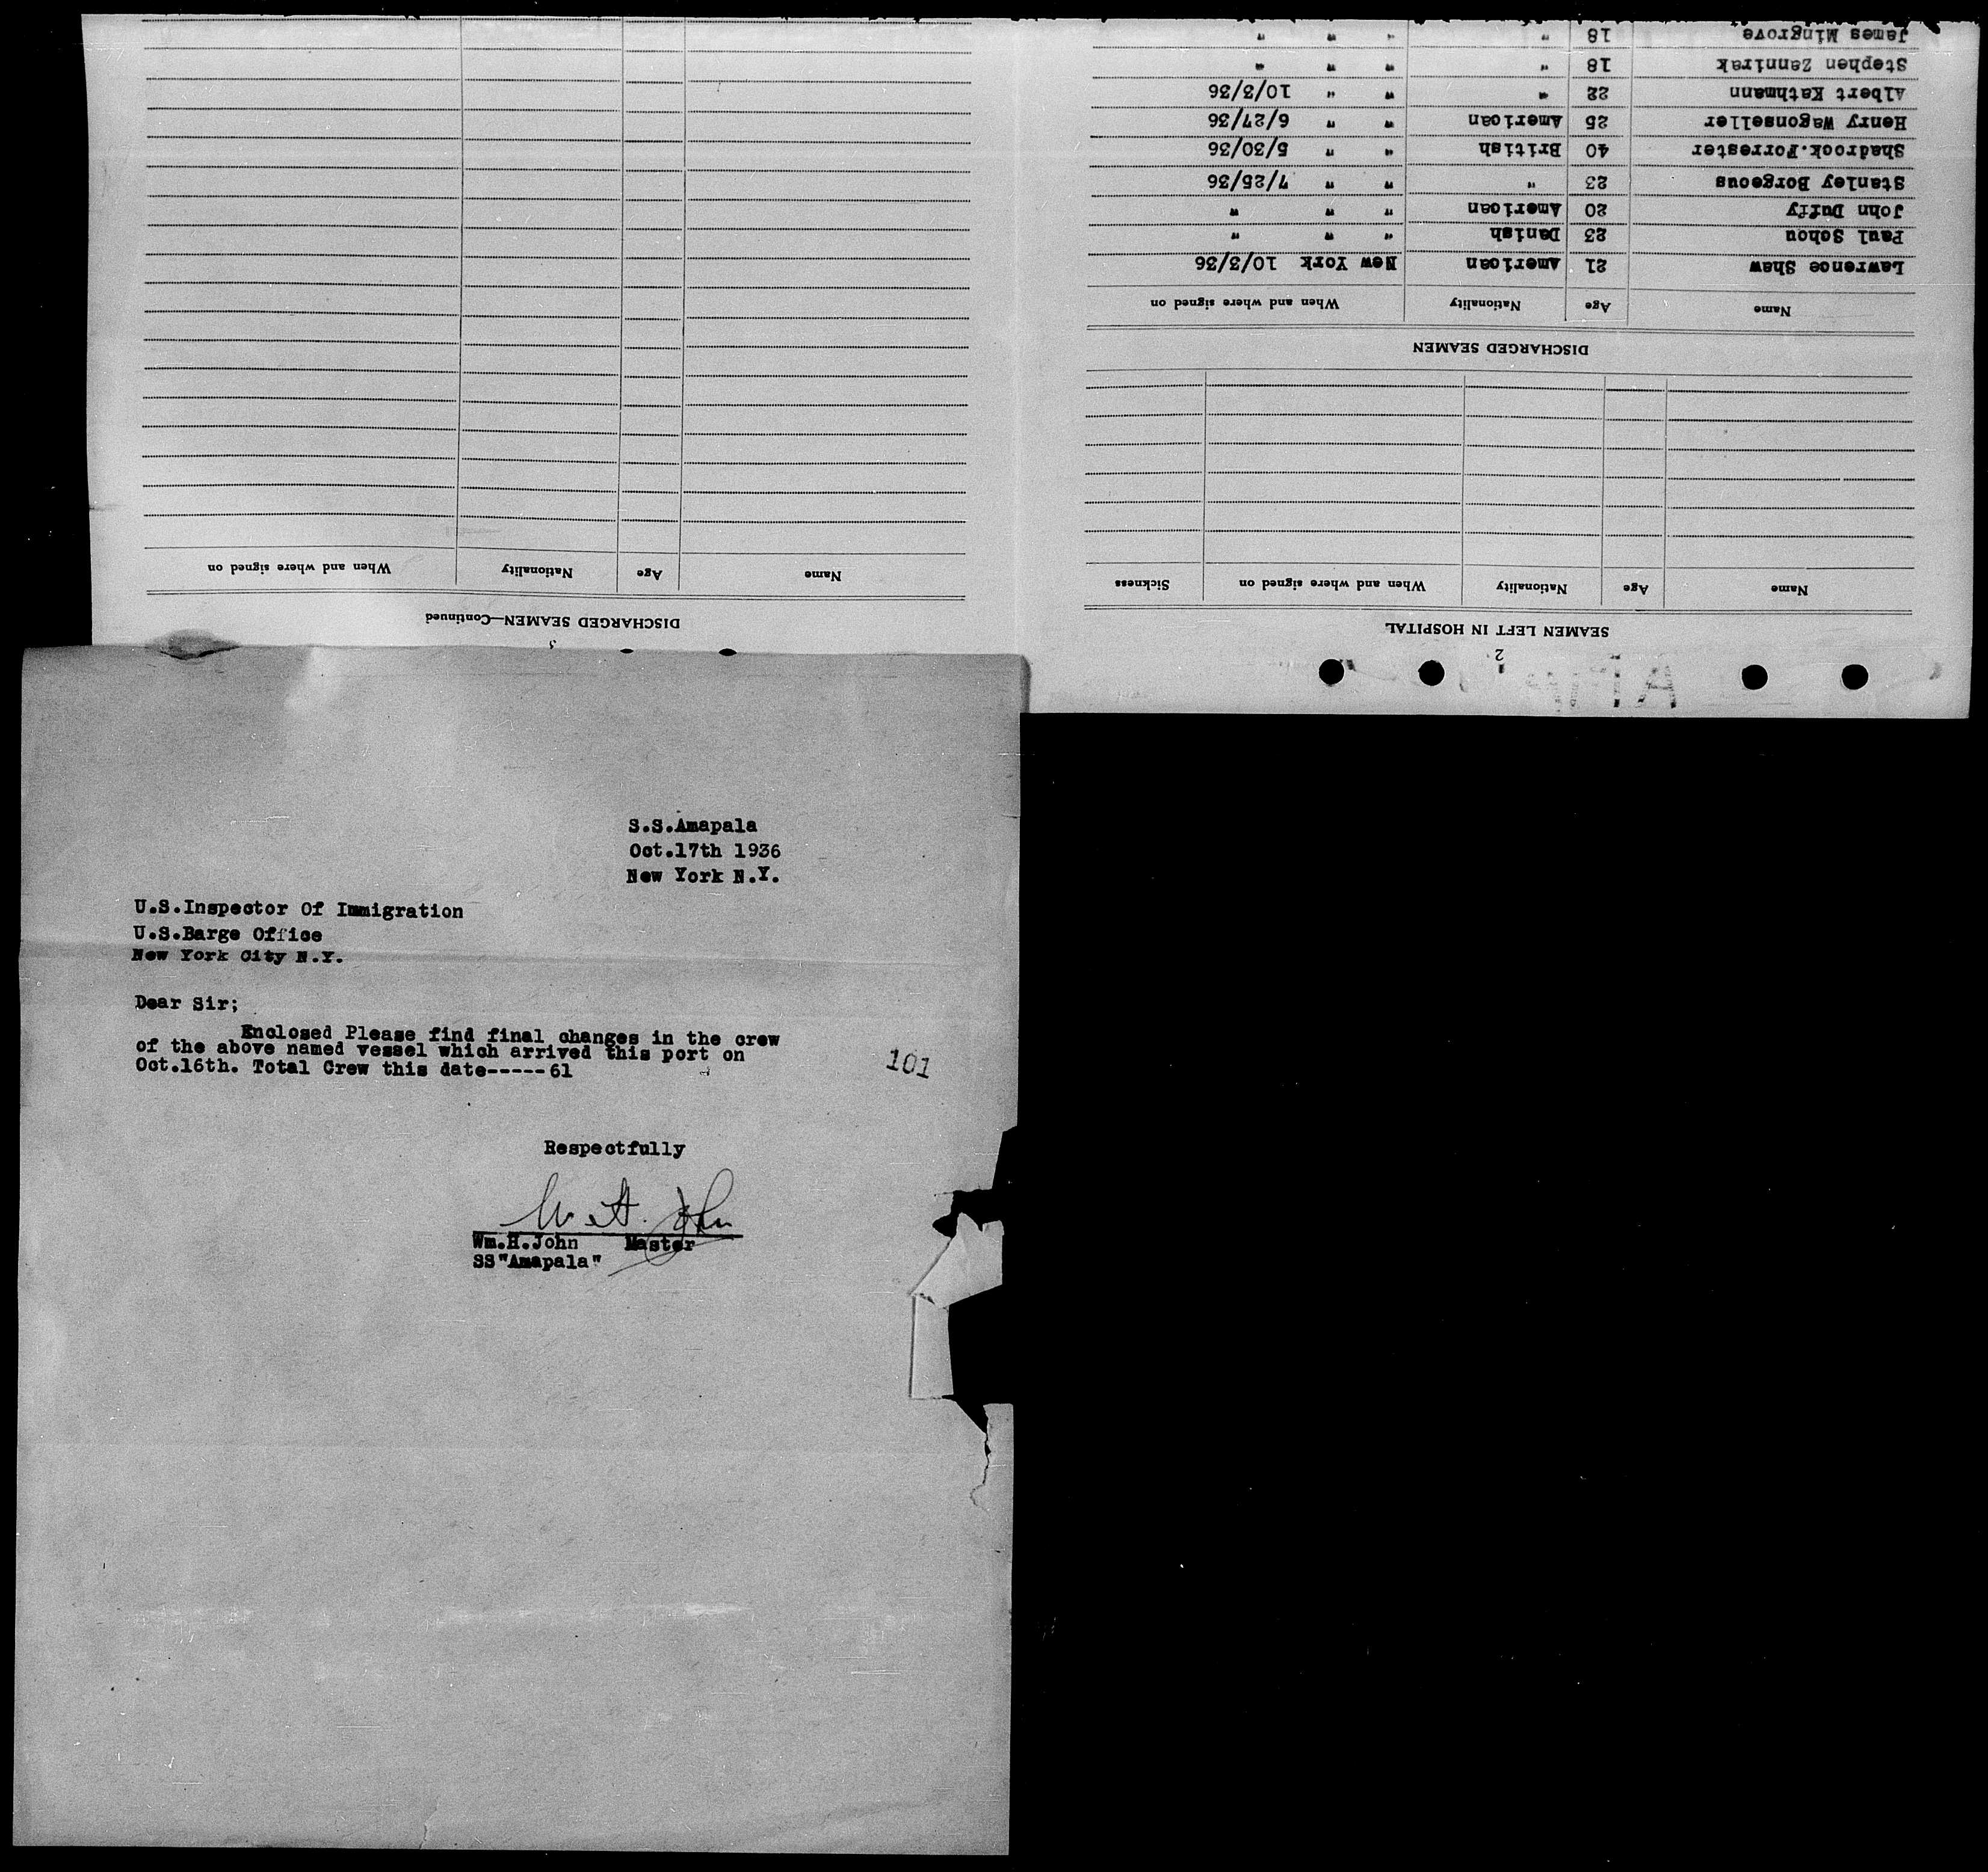 2
SEAMEN LEFT IN HOSPITAL
Name Age Nationality When and where signed on Sickness
DISCHARGED SEAMEN
Name Age Nationality When and where signed on
Lawrence Shaw 21 American New York 10/3/36
Paul Schou 23 Danish " " "
John Duffy 20 American " " "
Stanley Borgeous 23 " " " 7/25/36
Shadrook.Forrester 40 British " " 5/30/36
Henry Wagonseller 25 American " " 6/27/36
Albert Kathmann 22 " " " 10/3/36
Stephen Zannirak 18 " " " "
James Mingrove 18 " " " "
DISCHARGED SEAMEN—Continued
Name Age Nationality When and where signed on
S.S.Amapala
Oct.17th 1936
New York N.Y.
U.S.Inspector Of Immigration
U.S.Barge Office
New York City N.Y.
Dear Sir;
Enclosed Please find final changes in the crew
of the above named vessel which arrived this port on
Oct.16th. Total Crew this date-----61
101
Respectfully
W. H. John
Wm.H.John Master
SS"Amapala"